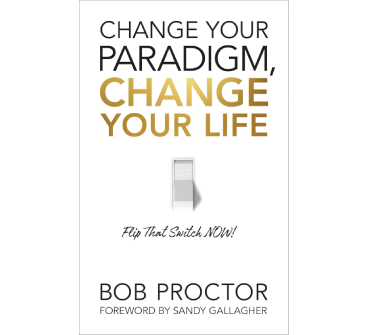 CHANGE YOUR
PARADIGM,
CHANGE
YOUR LIFE
Flip That Switch NOW!
BOB PROCTOR
FOREWORD BY SANDY GALLAGHER